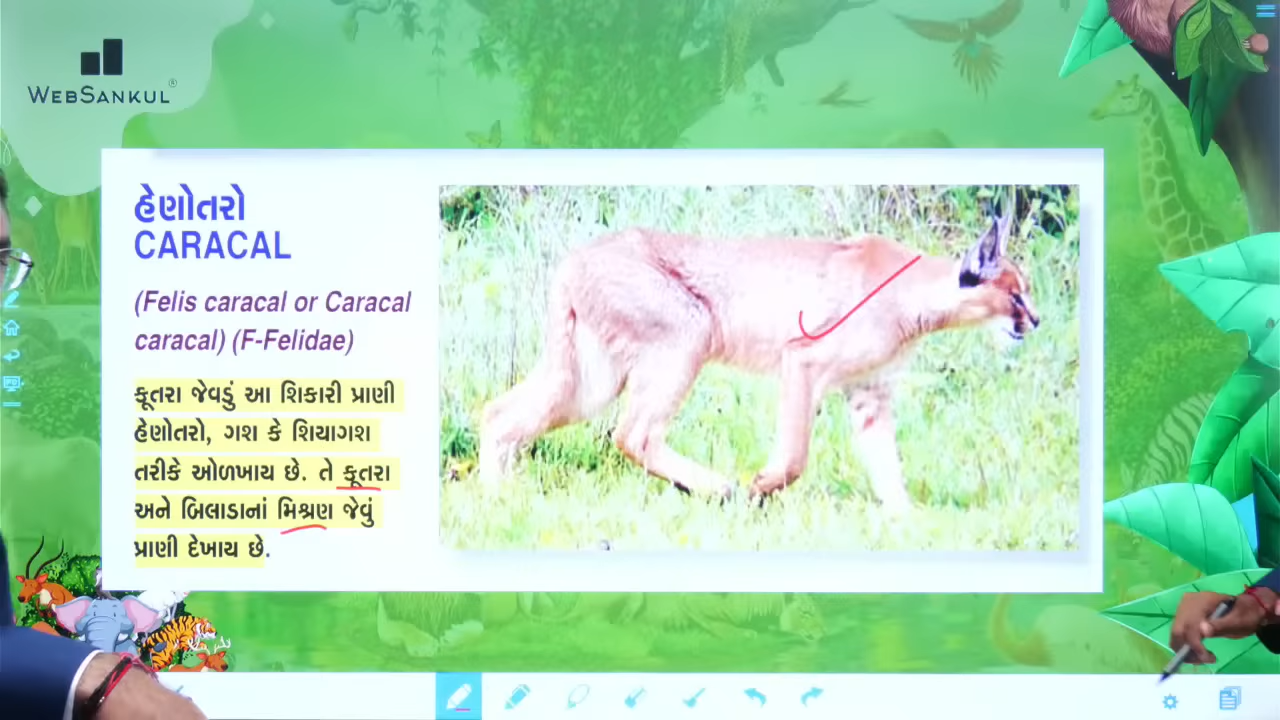 WEBSANKUL®
હેણોતરો
CARACAL
(Felis caracal or Caracal
caracal) (F-Felidae)
કૂતરા જેવડું આ શિકારી પ્રાણી
હેણોતરો, ગશ કે શિયાગશ
તરીકે ઓળખાય છે. તે કૂતરા
અને બિલાડાનાં મિશ્રણ જેવું
પ્રાણી દેખાય છે.